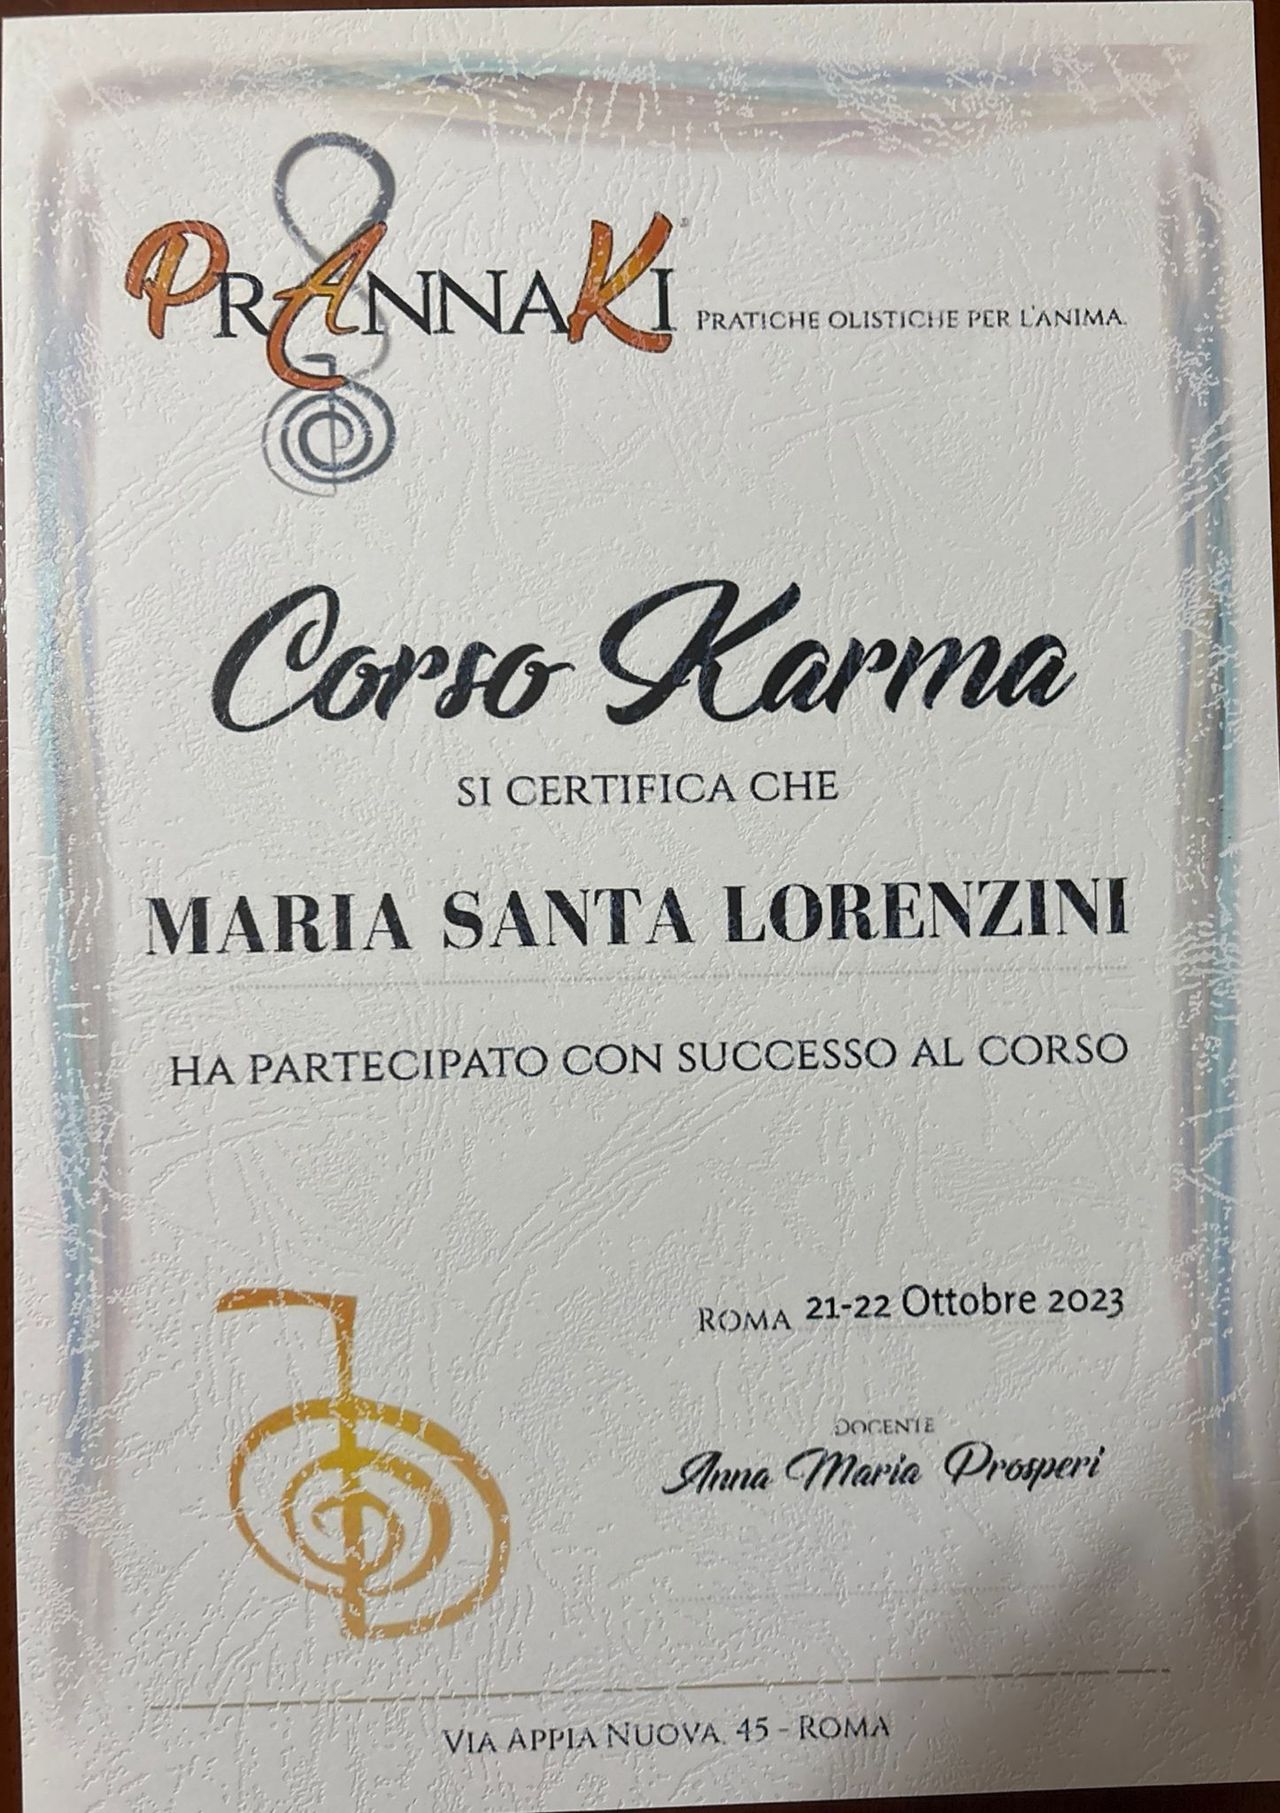 PRANNAKI® PRATICHE OLISTICHE PER L'ANIMA
Corso Karma
SI CERTIFICA CHE
MARIA SANTA LORENZINI
HA PARTECIPATO CON SUCCESSO AL CORSO
ROMA 21-22 Ottobre 2023
DOCENTE
Anna Maria Prosperi
VIA APPIA NUOVA, 45 - ROMA